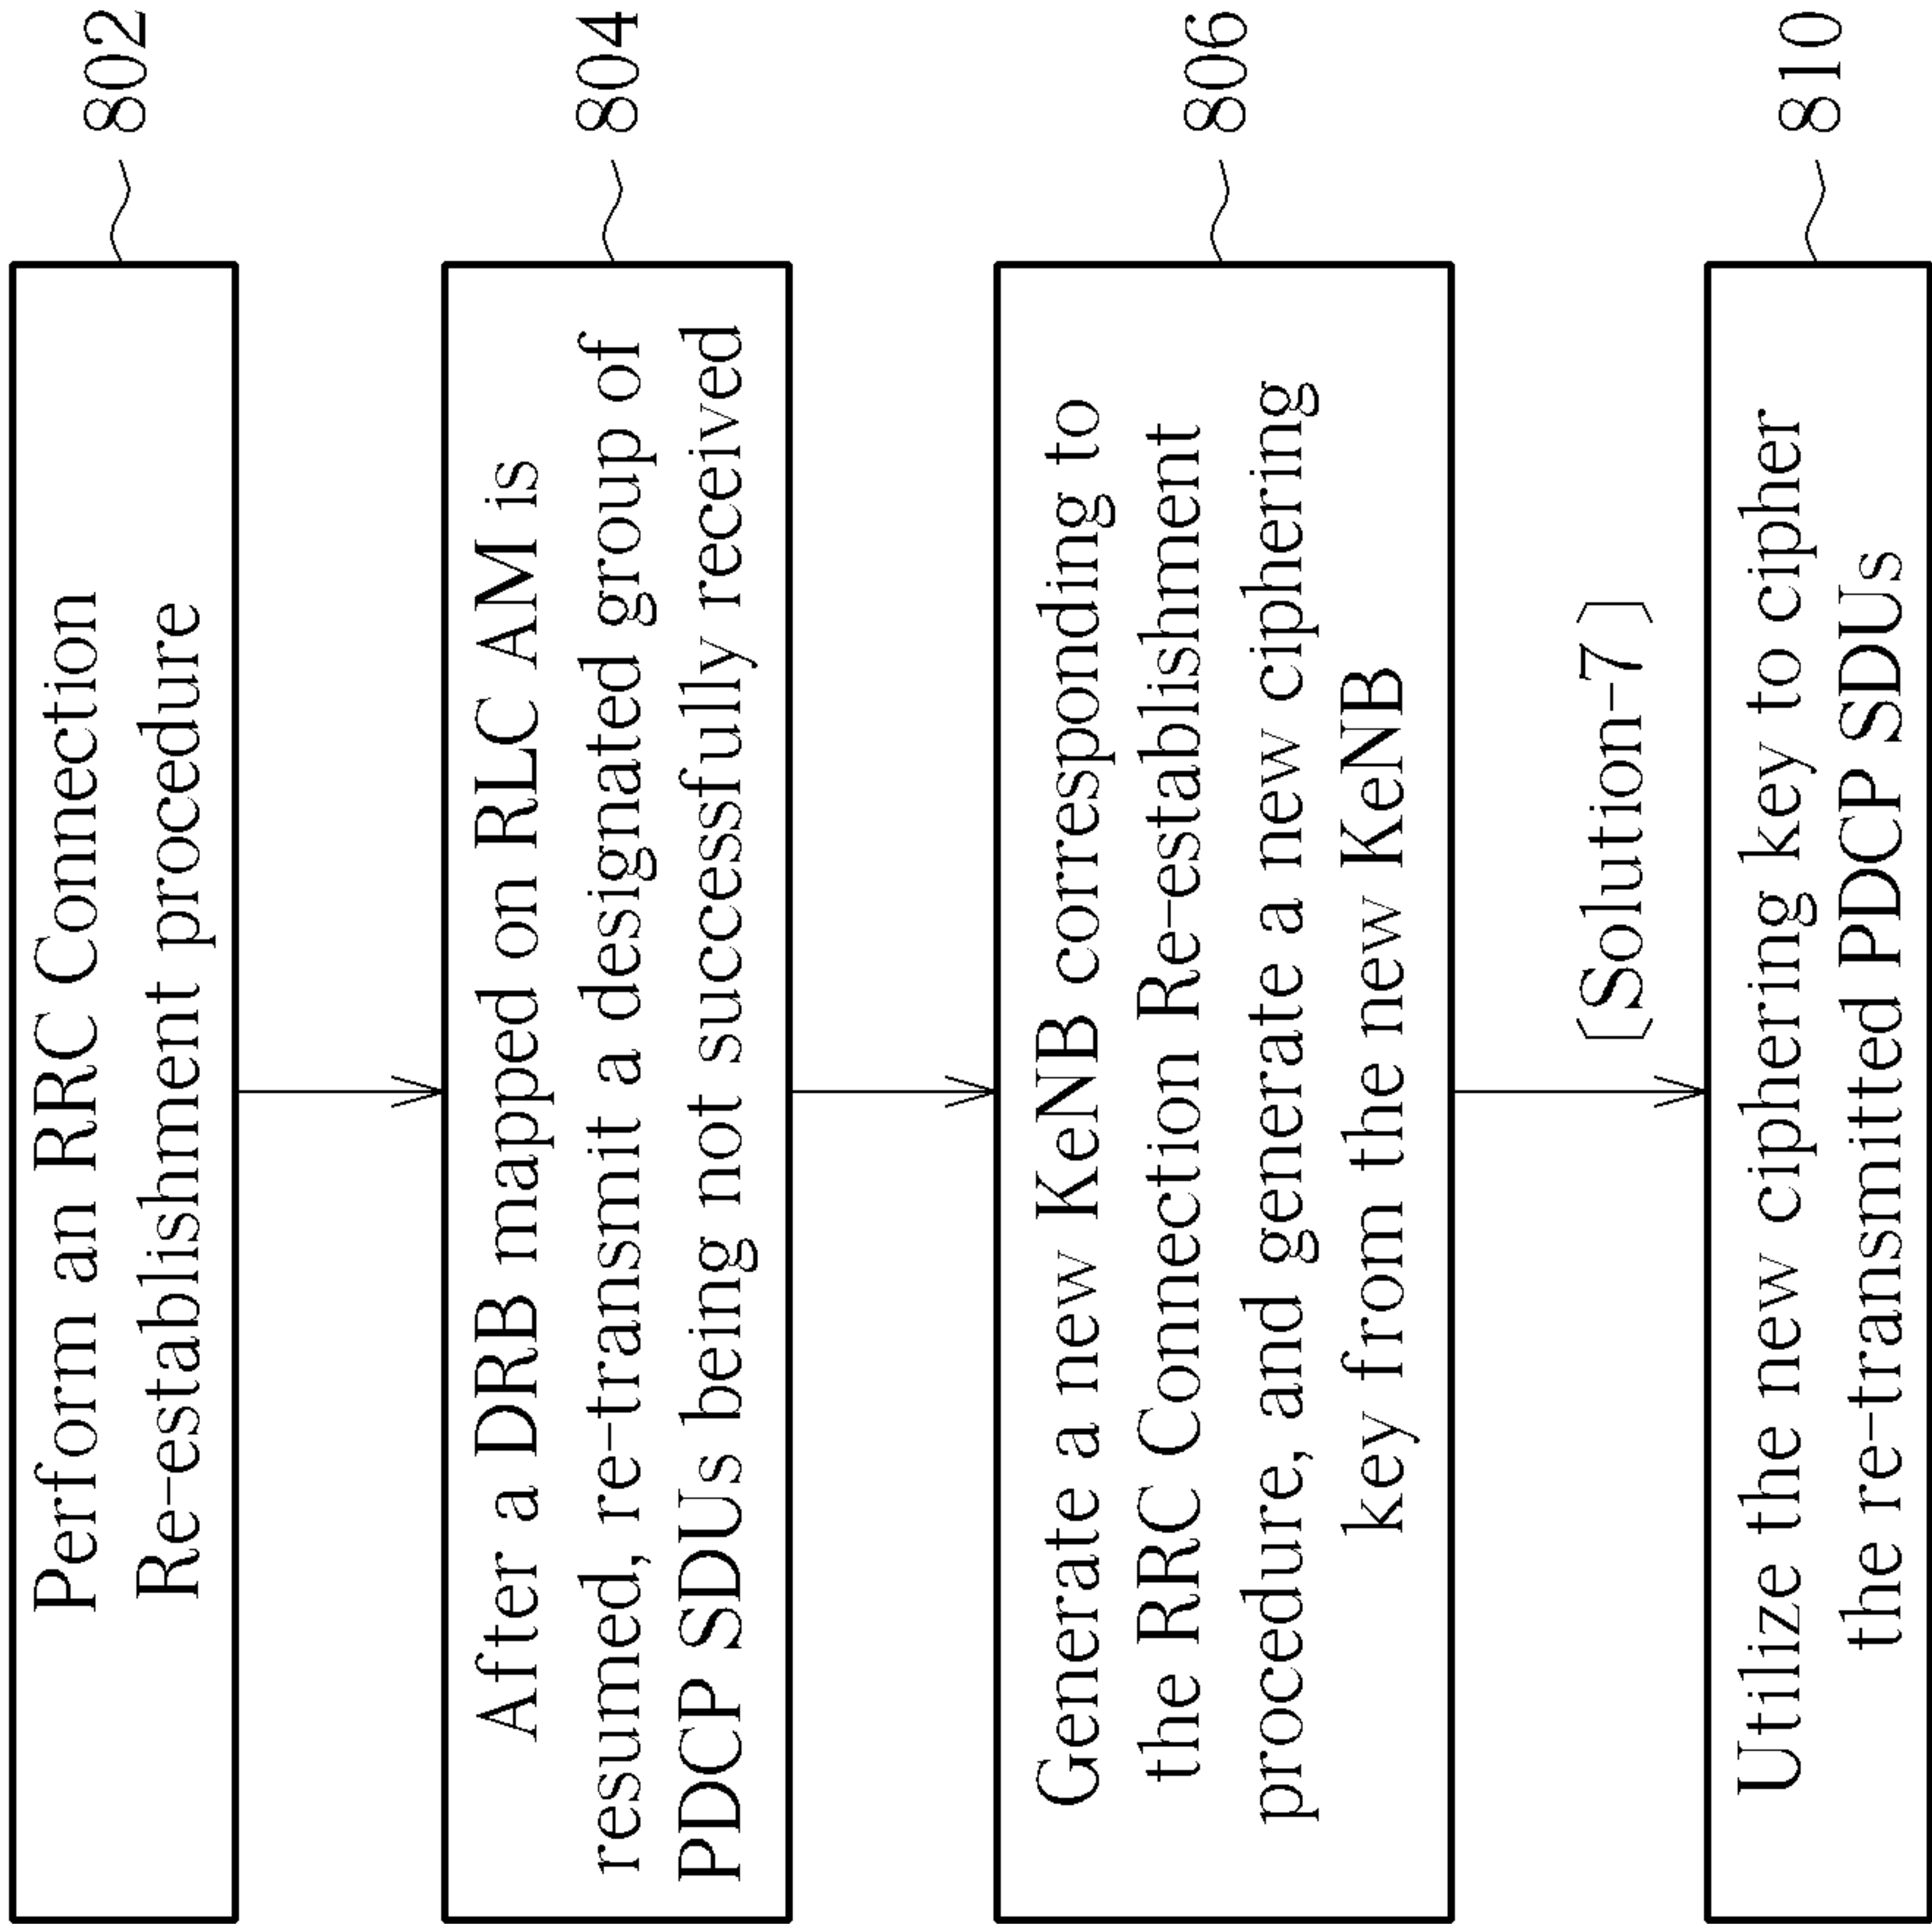 Perform an RRC Connection
Re-establishment procedure
802
After a DRB mapped on RLC AM is
resumed, re-transmit a designated group of
PDCP SDUs being not successfully received
804
Generate a new KeNB corresponding to
the RRC Connection Re-establishment
procedure, and generate a new ciphering
key from the new KeNB
806
(Solution-7)
Utilize the new ciphering key to cipher
the re-transmitted PDCP SDUs
810